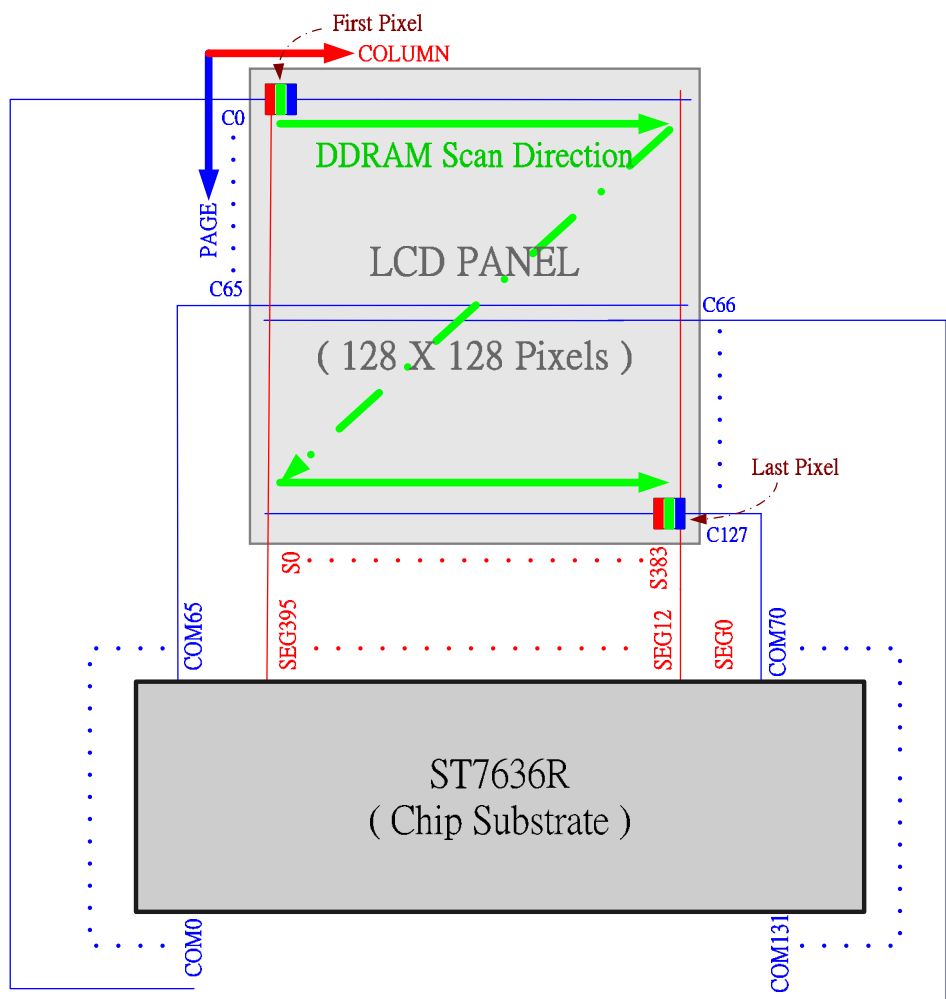 First Pixel
COLUMN
C0
DDRAM Scan Direction
PAGE
LCD PANEL
C65
C66
( 128 X 128 Pixels )
Last Pixel
C127
S0
S383
COM65
SEG395
SEG12
SEG0
COM70
ST7636R
( Chip Substrate )
COM0
COM131